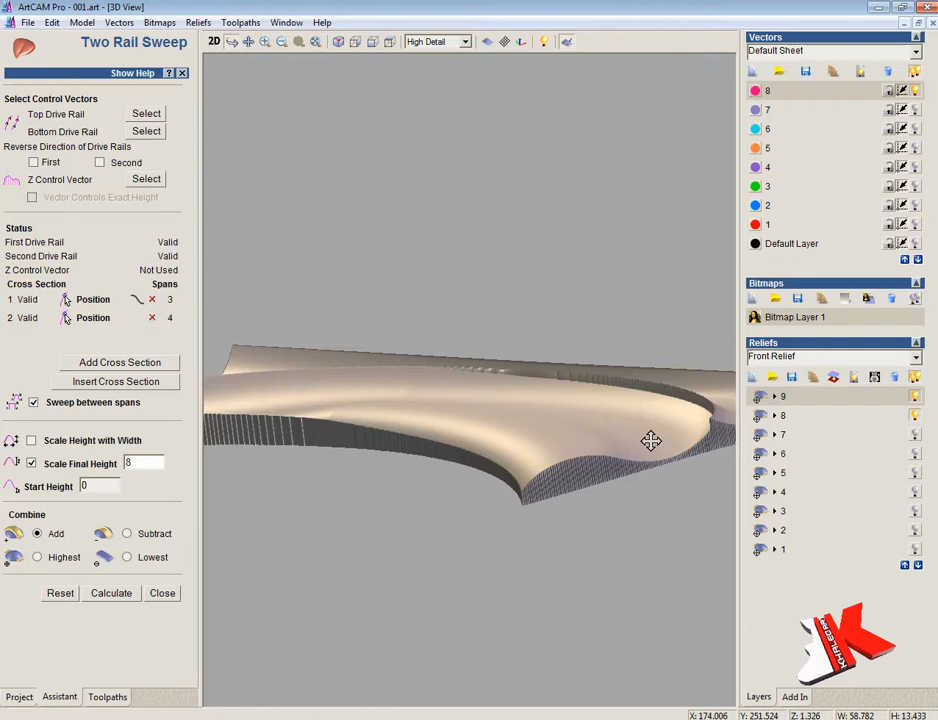 ArtCAM Pro - 001.art - [3D View]
File Edit Model Vectors Bitmaps Reliefs Toolpaths ArtCAM Window Help
Two Rail Sweep
Show Help ?
Select Control Vectors
Top Drive Rail Select
Bottom Drive Rail Select
Reverse Direction of Drive Rails
First Second
Z Control Vector Select
Vector Controls Exact Height
Status
First Drive Rail Valid
Second Drive Rail Valid
Z Control Vector Not Used
Cross Section Spans
1 Valid Position 3
2 Valid Position 4
Add Cross Section
Insert Cross Section
Sweep between spans
Scale Height with Width
Scale Final Height 8
Start Height 0
Combine
Add Subtract
Highest Lowest
Reset Calculate Close
Project Assistant Toolpaths
2D High Detail
Vectors
Default Sheet
8
7
6
5
4
3
2
1
Default Layer
Bitmaps
Bitmap Layer 1
Reliefs
Front Relief
9
8
7
6
5
4
3
2
1
KHALEORR
Layers Add In
X: 174.006 Y: 251.524 Z: 1.326 W: 58.782 H: 13.433